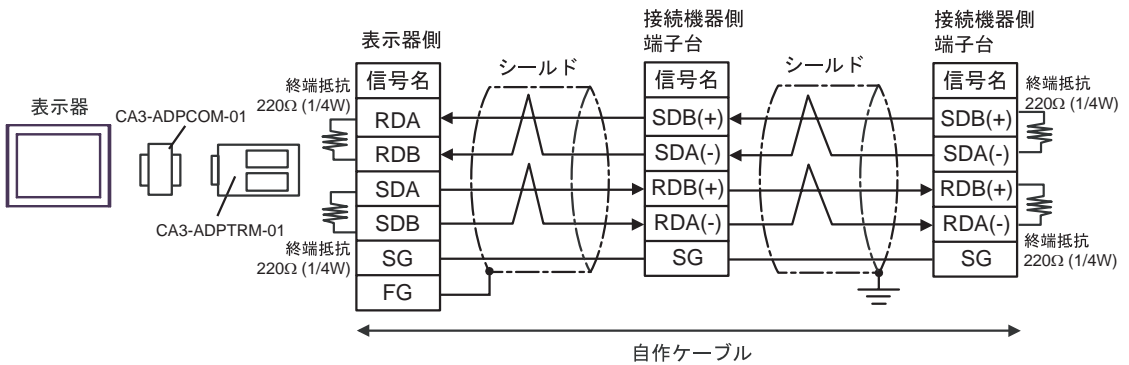 表示器
CA3-ADPCOM-01
CA3-ADPTRM-01
終端抵抗
220Ω (1/4W)
終端抵抗
220Ω (1/4W)
表示器側
信号名
RDA
RDB
SDA
SDB
SG
FG
シールド
接続機器側
端子台
信号名
SDB(+)
SDA(-)
RDB(+)
RDA(-)
SG
シールド
接続機器側
端子台
信号名
SDB(+)
SDA(-)
RDB(+)
RDA(-)
SG
終端抵抗
220Ω (1/4W)
終端抵抗
220Ω (1/4W)
自作ケーブル